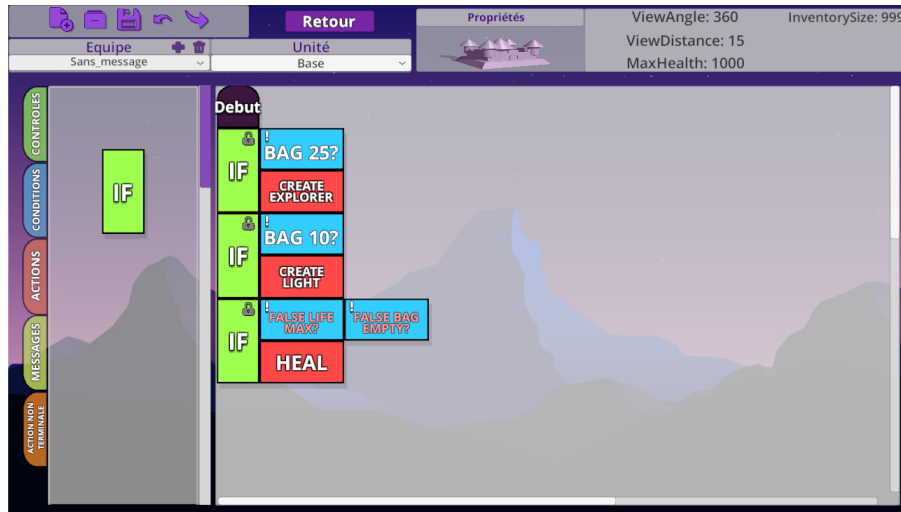 Retour
Propriétés
ViewAngle: 360
InventorySize: 999
ViewDistance: 15
MaxHealth: 1000
Equipe
Unité
Sans_message
Base
CONTROLES
CONDITIONS
ACTIONS
MESSAGES
ACTION NON
TERMINALE
IF
Debut
IF
!
BAG 25?
CREATE
EXPLORER
IF
!
BAG 10?
CREATE
LIGHT
IF
!
FALSE LIFE
MAX?
!
FALSE BAG
EMPTY?
HEAL